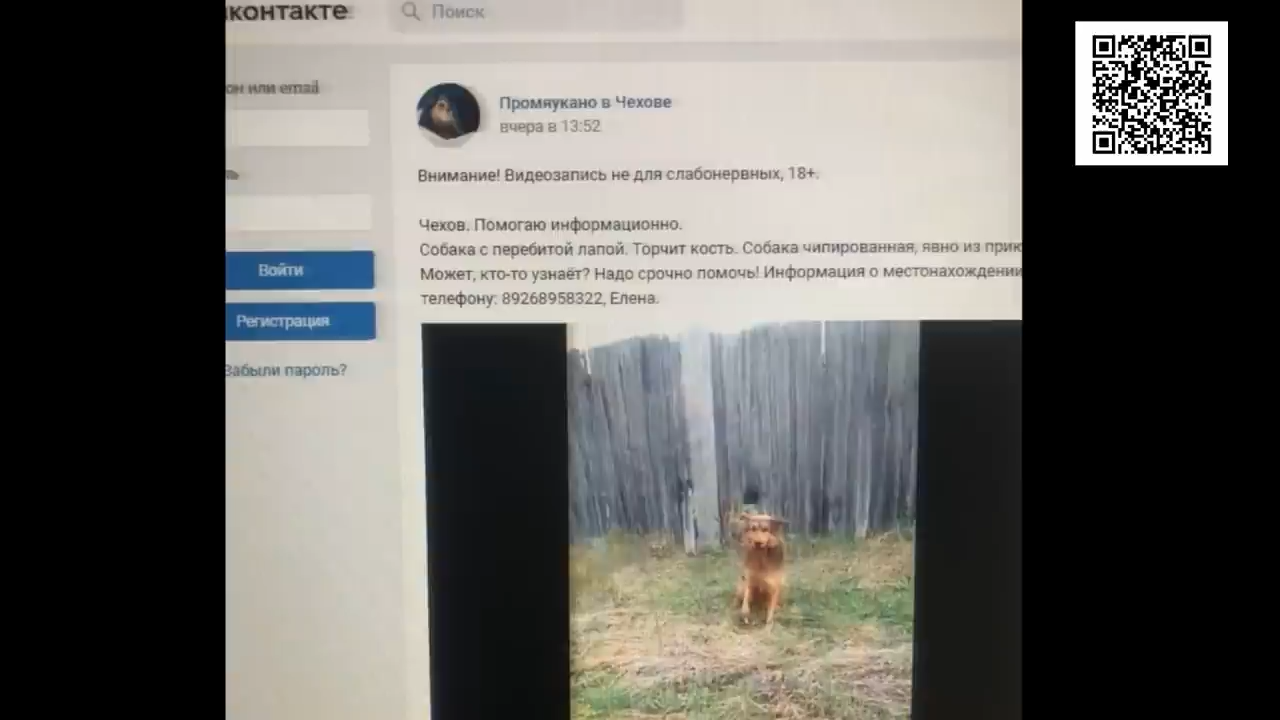 контакте
Поиск
он или email
Промяукано в Чехове
вчера в 13:52
Внимание! Видеозапись не для слабонервных, 18+.
Чехов. Помогаю информационно.
Собака с перебитой лапой. Торчит кость. Собака чипированная, явно из прию
Может, кто-то узнаёт? Надо срочно помочь! Информация о местонахождении
телефону: 89268958322, Елена.
Войти
Регистрация
Забыли пароль?